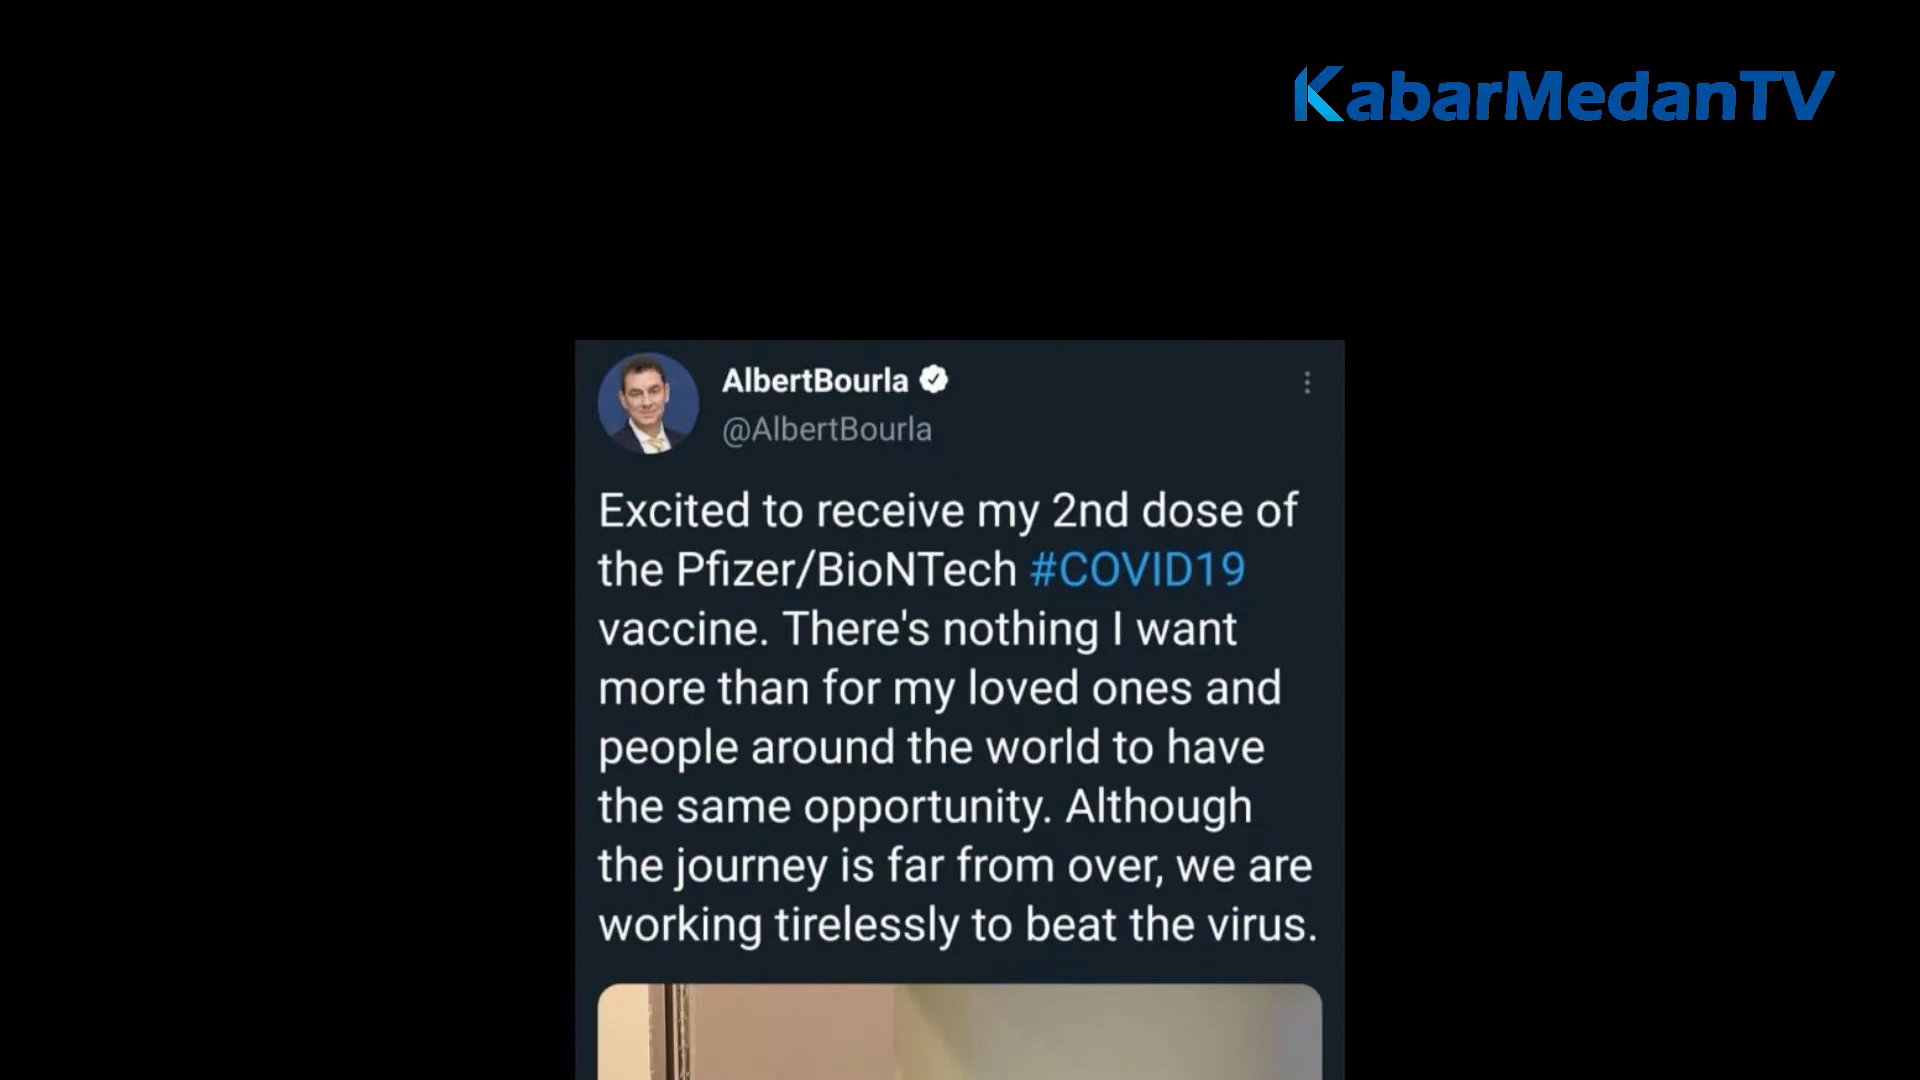 KabarMedanTV
AlbertBourla
@AlbertBourla
Excited to receive my 2nd dose of
the Pfizer/BioNTech #COVID19
vaccine. There's nothing I want
more than for my loved ones and
people around the world to have
the same opportunity. Although
the journey is far from over, we are
working tirelessly to beat the virus.